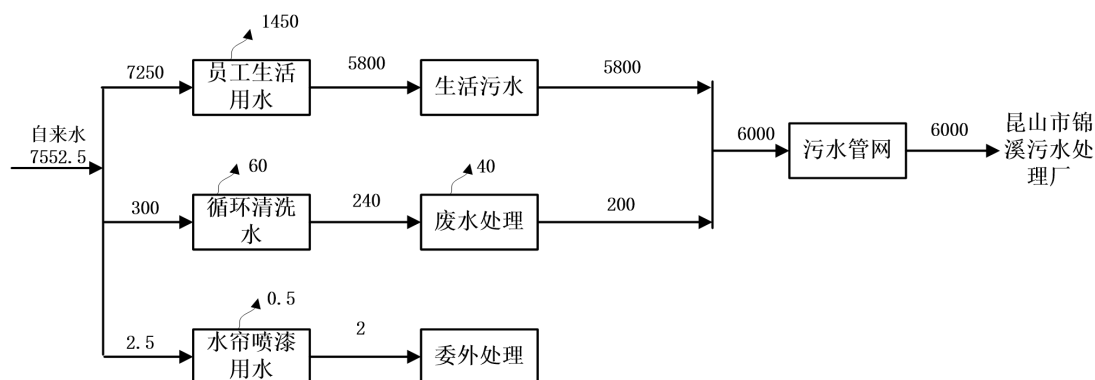 1450
7250
员工生活
用水
5800
生活污水
5800
自来水
7552.5
6000
污水管网
6000
昆山市锦
溪污水处
理厂
60
300
循环清洗
水
240
40
废水处理
200
0.5
2.5
水帘喷漆
用水
2
委外处理